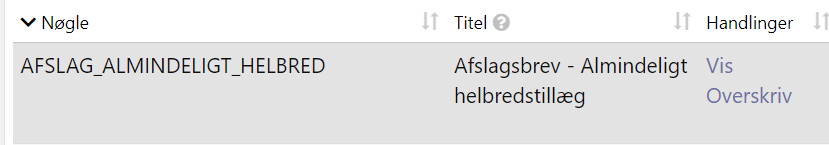 Nøgle Titel Handlinger
AFSLAG_ALMINDELIGT_HELBRED Afslagsbrev - Almindeligt Vis
helbredstillæg Overskriv